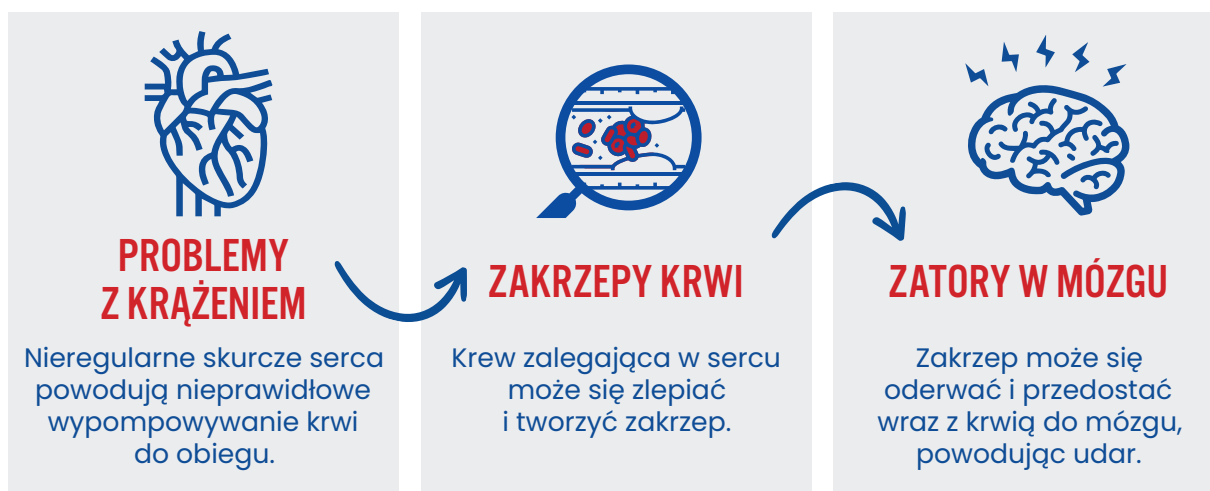 PROBLEMY
Z KRĄŻENIEM
Nieregularne skurcze serca
powodują nieprawidłowe
wypompowywanie krwi
do obiegu.
ZAKRZEPY KRWI
Krew zalegająca w sercu
może się zlepiać
i tworzyć zakrzep.
ZATORY W MÓZGU
Zakrzep może się
oderwać i przedostać
wraz z krwią do mózgu,
powodując udar.